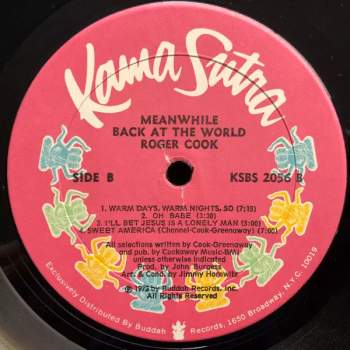 Kama Sutra
MEANWHILE
BACK AT THE WORLD
ROGER COOK
SIDE B
KSBS 2056 B
1. WARM DAYS, WARM NIGHTS, SO (7:13)
2. OH BABE (3:30)
3. I'LL BET JESUS IS A LONELY MAN (3:00)
4. SWEET AMERICA (Channel-Cook-Greenaway) (7:00)
All selections written by Cook-Greenaway
and pub. by Cookaway Music-BMI
unless otherwise indicated
Prod. by John Burgess
Arr. & Cond. by Jimmy Horowitz
℗ 1972 by Buddah Records, Inc.
All Rights Reserved
Exclusively Distributed By Buddah Records, 1650 Broadway, N.Y.C. 10019